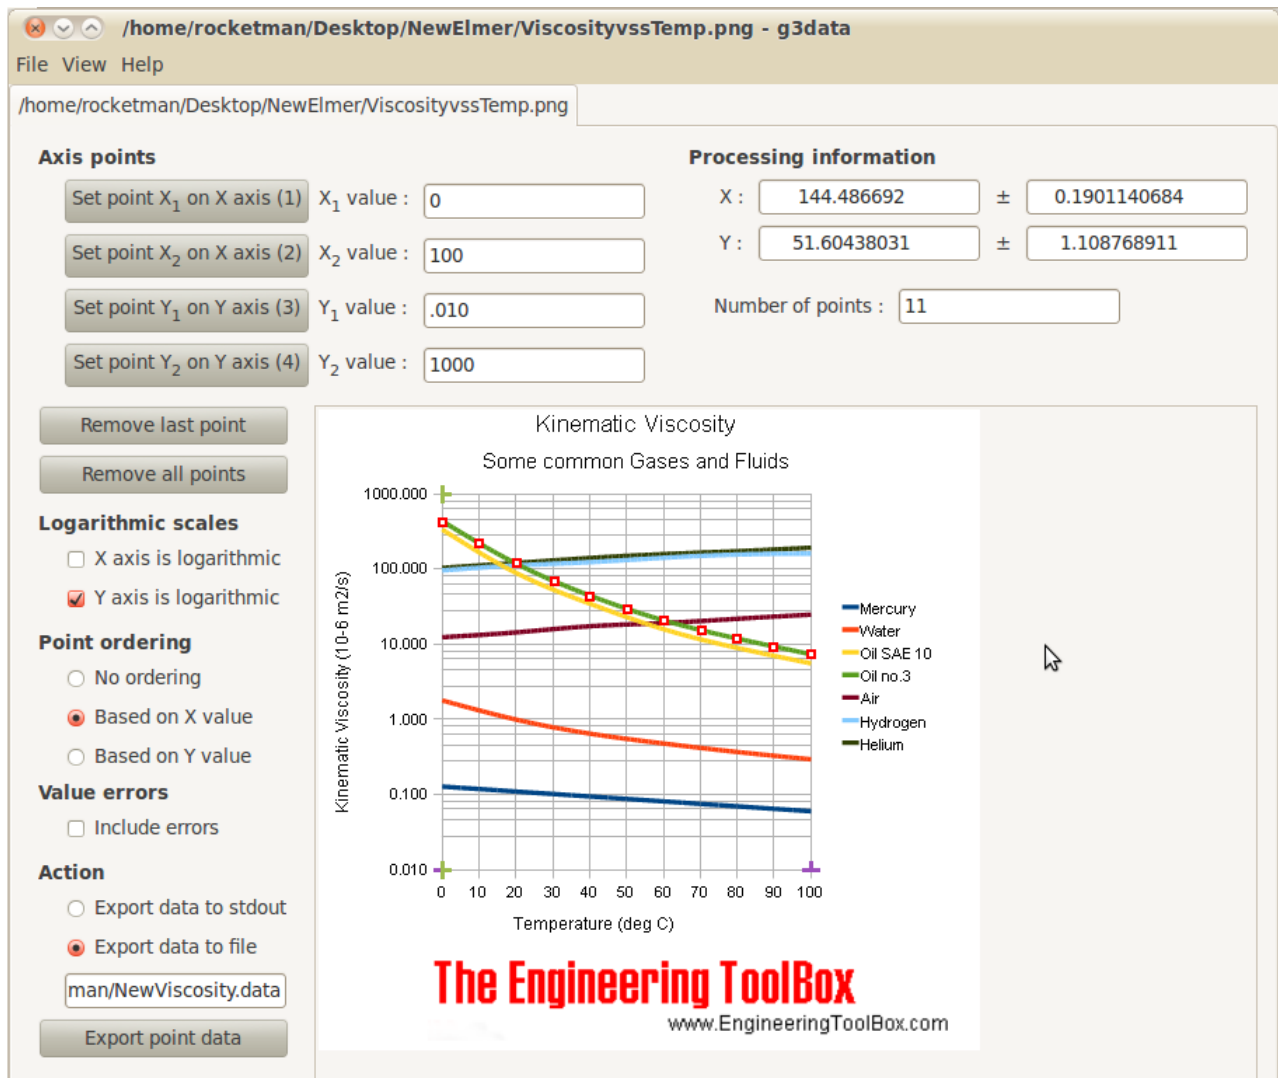 /home/rocketman/Desktop/NewElmer/ViscosityvssTemp.png - g3data
File View Help
/home/rocketman/Desktop/NewElmer/ViscosityvssTemp.png
Axis points
Processing information
Set point X1 on X axis (1) X1 value : 0
X : 144.486692 ± 0.1901140684
Set point X2 on X axis (2) X2 value : 100
Y : 51.60438031 ± 1.108768911
Set point Y1 on Y axis (3) Y1 value : .010
Number of points : 11
Set point Y2 on Y axis (4) Y2 value : 1000
Remove last point
Remove all points
Logarithmic scales
X axis is logarithmic
Y axis is logarithmic
Point ordering
No ordering
Based on X value
Based on Y value
Value errors
Include errors
Action
Export data to stdout
Export data to file
man/NewViscosity.data
Export point data
Kinematic Viscosity
Some common Gases and Fluids
Kinematic Viscosity (10-6 m2/s)
1000.000
100.000
10.000
1.000
0.100
0.010
0 10 20 30 40 50 60 70 80 90 100
Temperature (deg C)
Mercury
Water
Oil SAE 10
Oil no.3
Air
Hydrogen
Helium
The Engineering ToolBox
www.EngineeringToolBox.com